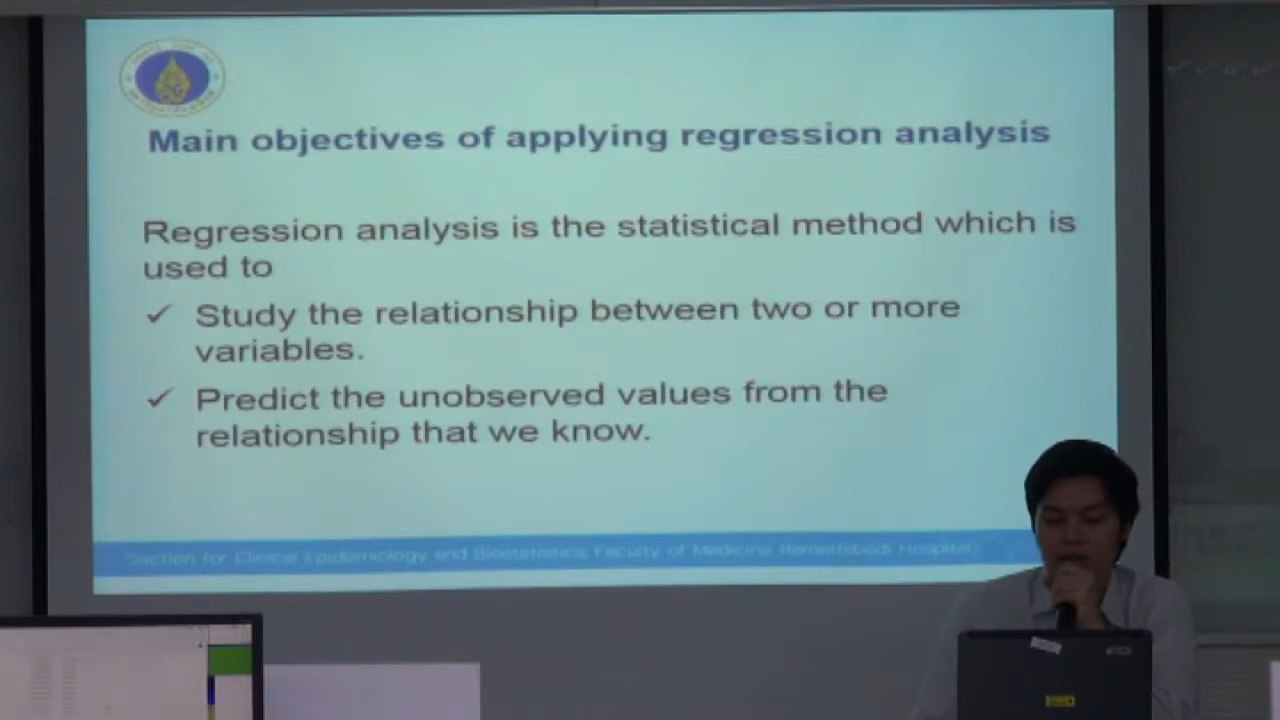 Main objectives of applying regression analysis
Regression analysis is the statistical method which is
used to
✓ Study the relationship between two or more
variables.
✓ Predict the unobserved values from the
relationship that we know.
Section for Clinical Epidemiology and Biostatistics, Faculty of Medicine Ramathibodi Hospital